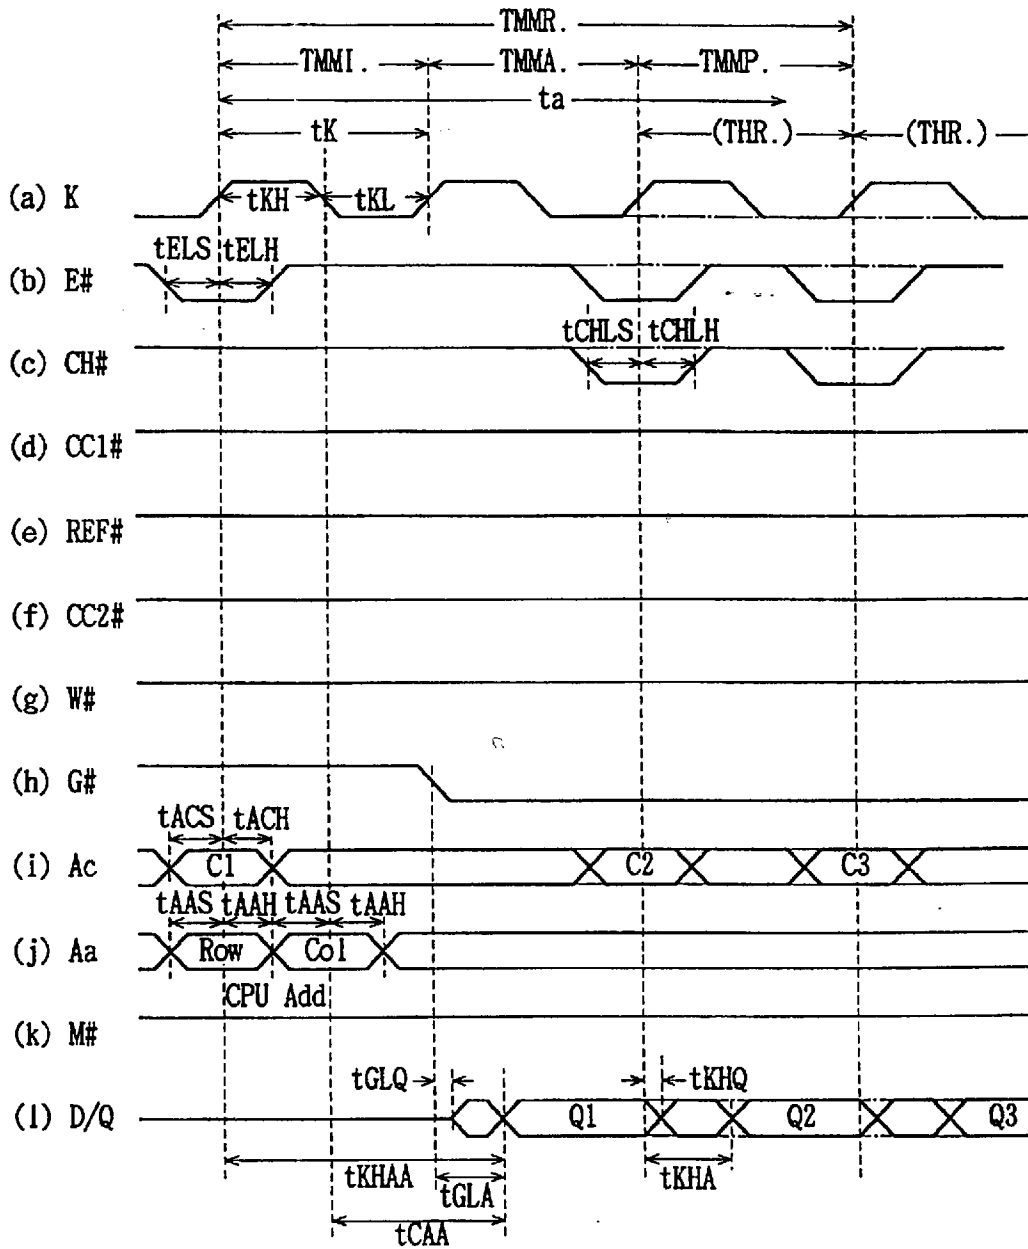 TMMR.
TMMI. TMMA. TMMP.
ta
tK (THR.) (THR.)
(a) K tKH tKL
tELS tELH
(b) E#
tCHLS tCHLH
(c) CH#
(d) CC1#
(e) REF#
(f) CC2#
(g) W#
(h) G#
tACS tACH
(i) Ac C1 C2 C3
tAAS tAAH tAAS tAAH
(j) Aa Row Col
CPU Add
(k) M#
tGLQ tKHQ
(l) D/Q Q1 Q2 Q3
tKHAA tKHA
tGLA
tCAA